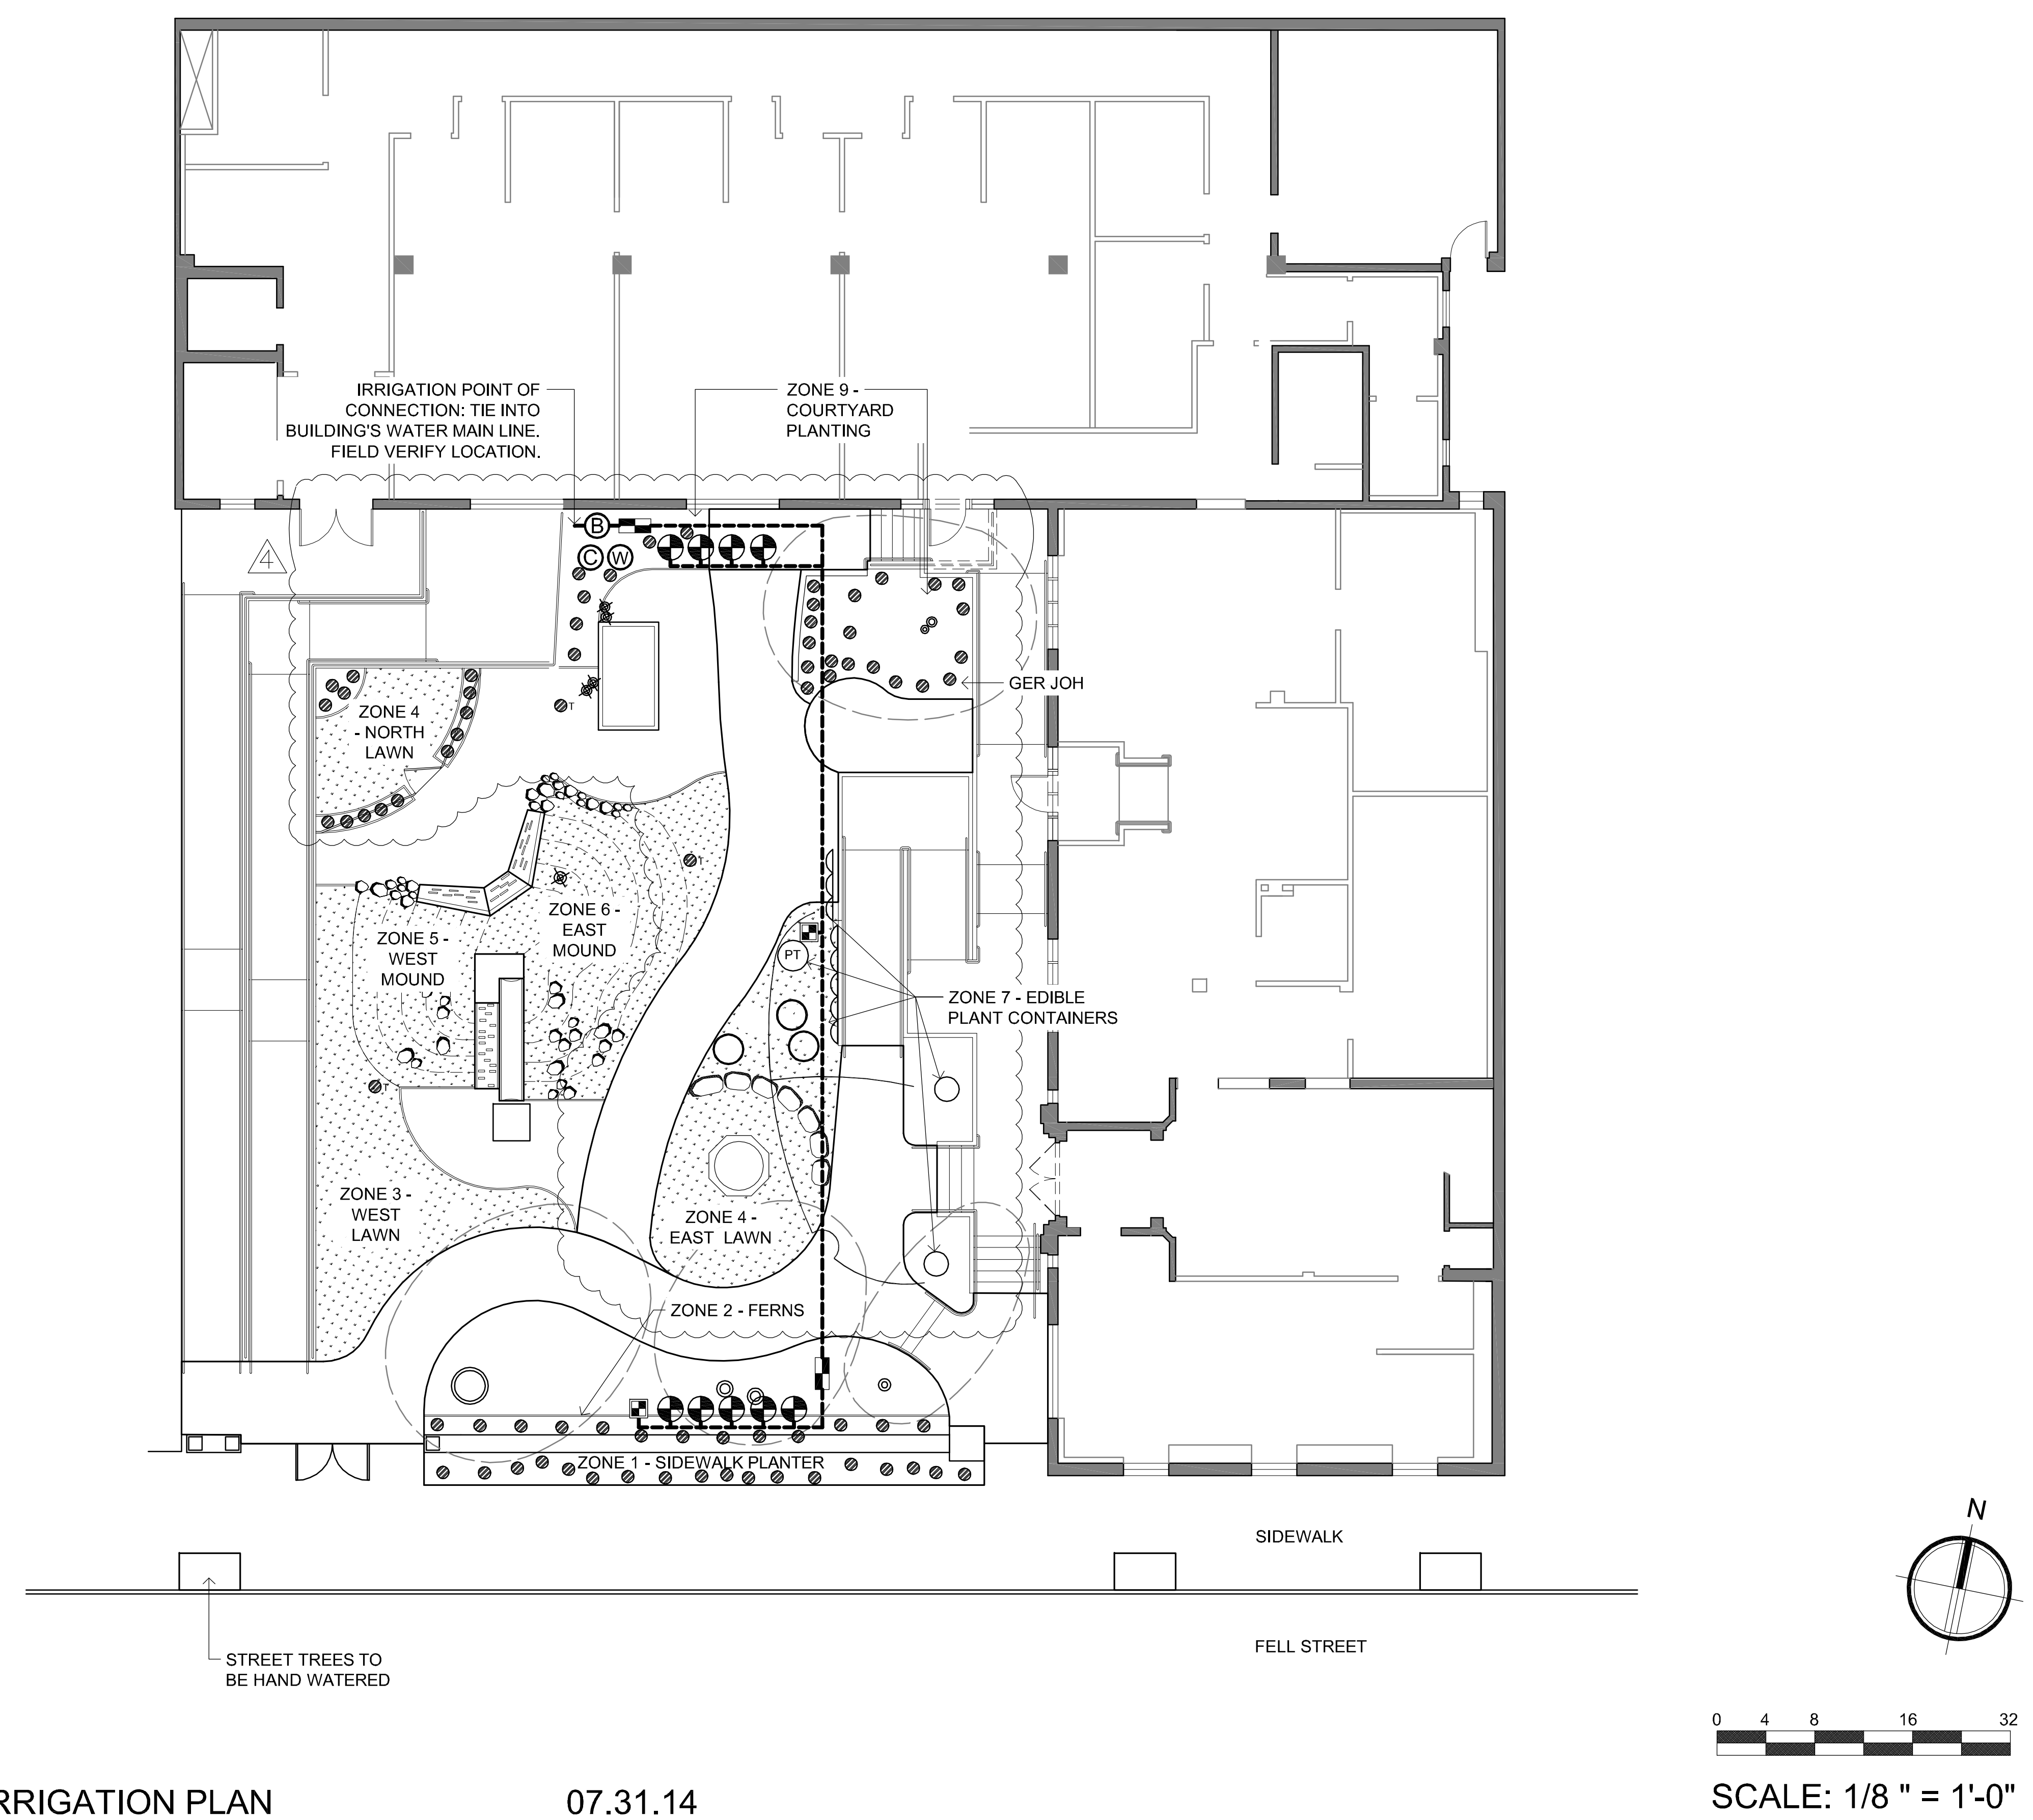 IRRIGATION POINT OF
CONNECTION: TIE INTO
BUILDING'S WATER MAIN LINE.
FIELD VERIFY LOCATION.
ZONE 9 -
COURTYARD
PLANTING
B
C W
4
GER JOH
T
ZONE 4
- NORTH
LAWN
T
ZONE 6 -
EAST
MOUND
ZONE 5 -
WEST
MOUND
PT
ZONE 7 - EDIBLE
PLANT CONTAINERS
T
ZONE 3 -
WEST
LAWN
ZONE 4 -
EAST LAWN
ZONE 2 - FERNS
ZONE 1 - SIDEWALK PLANTER
SIDEWALK
N
FELL STREET
STREET TREES TO
BE HAND WATERED
0 4 8 16 32
RRIGATION PLAN
07.31.14
SCALE: 1/8 " = 1'-0"